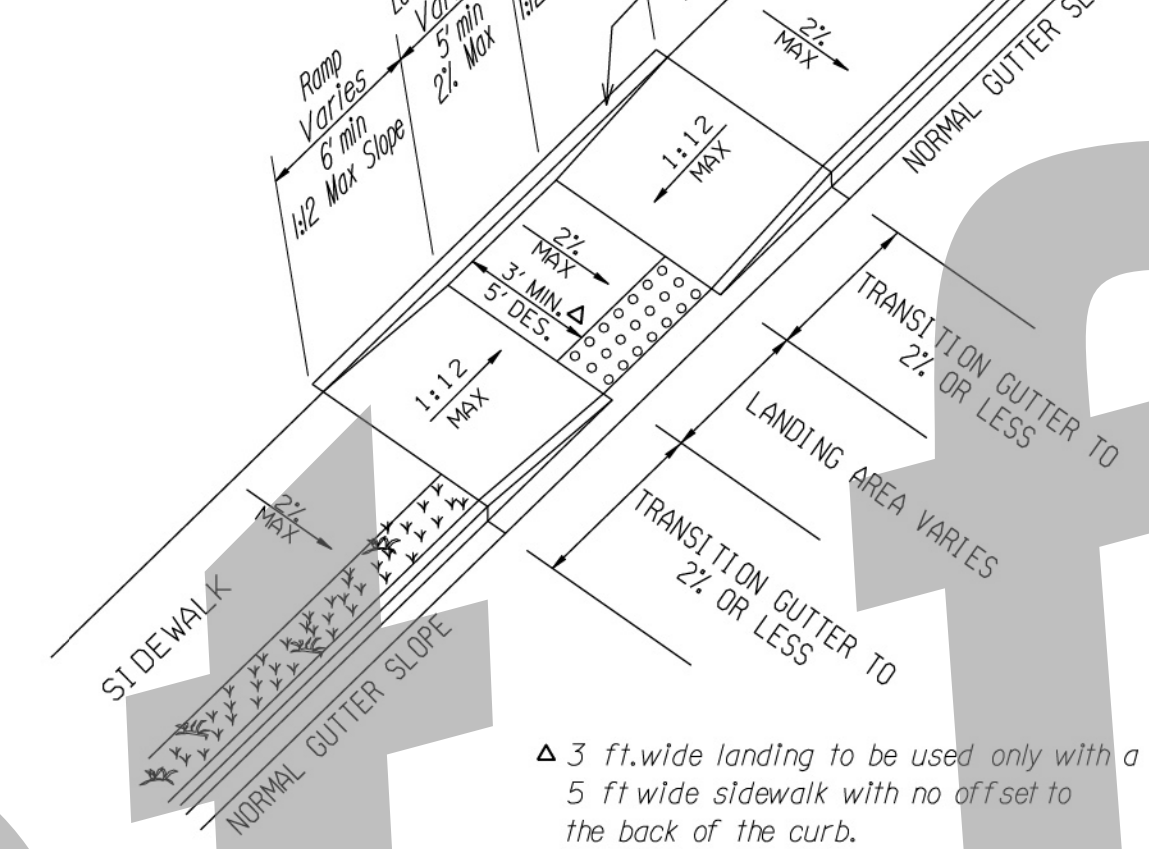 Ramp
Varies
6' min
1:12 Max Slope
5' min
2% Max
2%
MAX
NORMAL GUTTER
1:12
MAX
2%
MAX
3' MIN. Δ
5' DES.
1:12
MAX
TRANSITION GUTTER TO
2% OR LESS
LANDING AREA VARIES
TRANSITION GUTTER TO
2% OR LESS
2%
MAX
SIDEWALK
NORMAL GUTTER SLOPE
Δ 3 ft.wide landing to be used only with a
5 ft wide sidewalk with no offset to
the back of the curb.